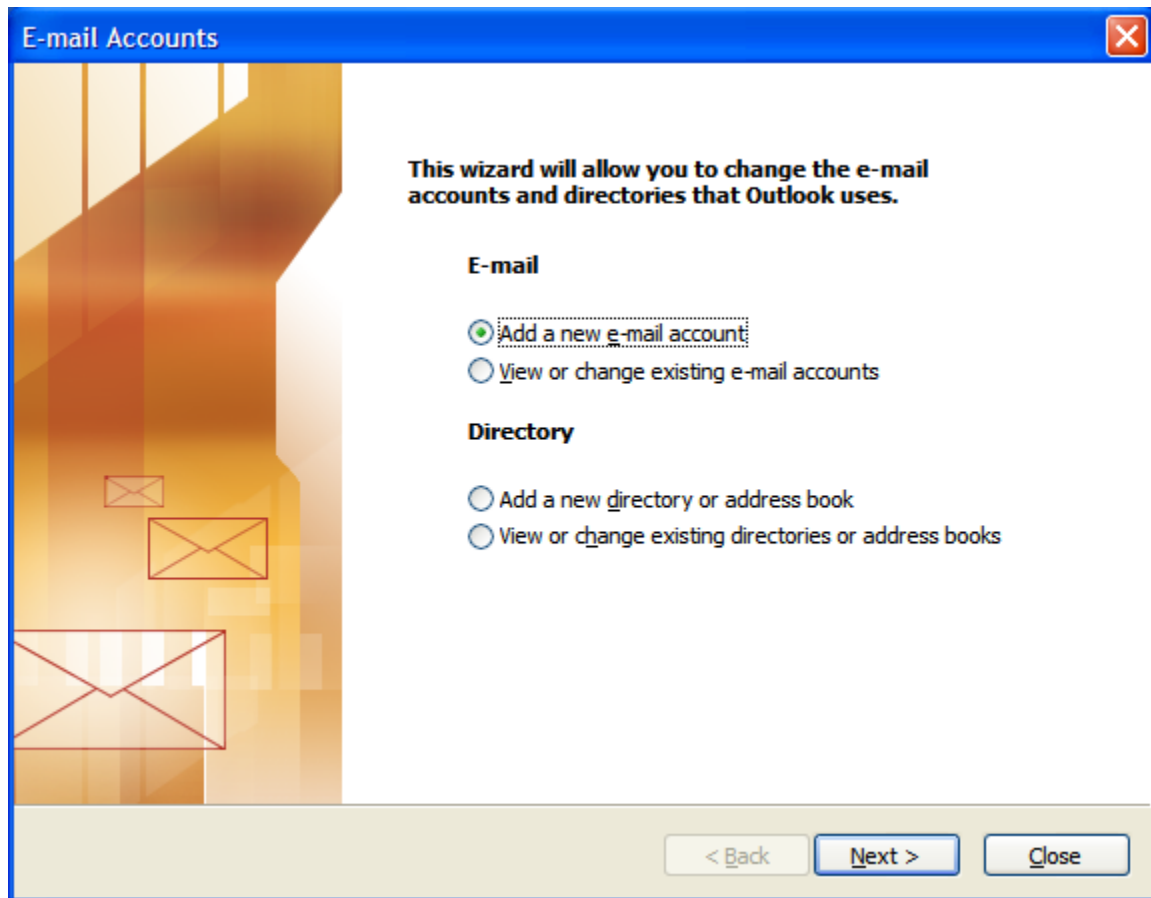 E-mail Accounts
This wizard will allow you to change the e-mail
accounts and directories that Outlook uses.
E-mail
Add a new e-mail account
View or change existing e-mail accounts
Directory
Add a new directory or address book
View or change existing directories or address books
< Back
Next >
Close